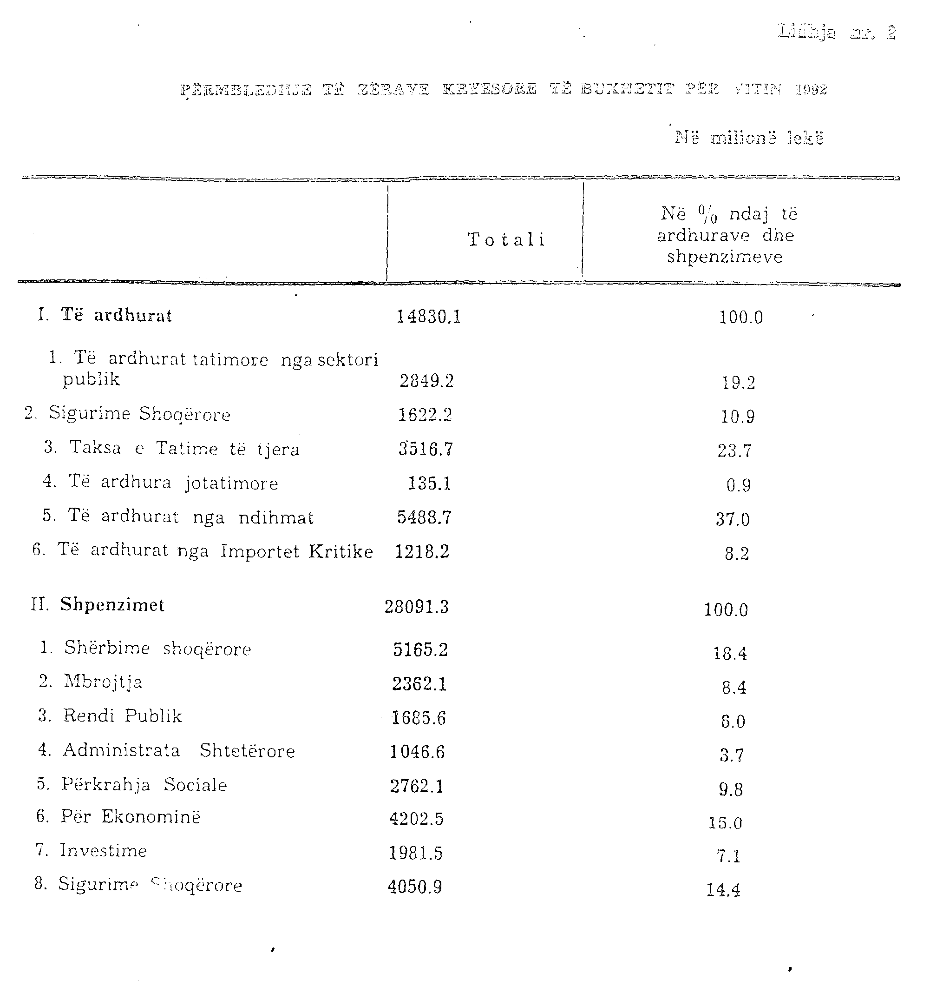 Lidhja nr. 2
PËRMBLEDHJE TË ZËRAVE KRYESORE TË BUXHETIT PËR VITIN 1992
Në milionë lekë
Totali
Në % ndaj të
ardhurave dhe
shpenzimeve
I. Të ardhurat 14830.1 100.0
1. Të ardhurat tatimore nga sektori
publik 2849.2 19.2
2. Sigurime Shoqërore 1622.2 10.9
3. Taksa e Tatime të tjera 3516.7 23.7
4. Të ardhura jotatimore 135.1 0.9
5. Të ardhurat nga ndihmat 5488.7 37.0
6. Të ardhurat nga Importet Kritike 1218.2 8.2
II. Shpenzimet 28091.3 100.0
1. Shërbime shoqërore 5165.2 18.4
2. Mbrojtja 2362.1 8.4
3. Rendi Publik 1685.6 6.0
4. Administrata Shtetërore 1046.6 3.7
5. Përkrahja Sociale 2762.1 9.8
6. Për Ekonominë 4202.5 15.0
7. Investime 1981.5 7.1
8. Sigurime Shoqërore 4050.9 14.4